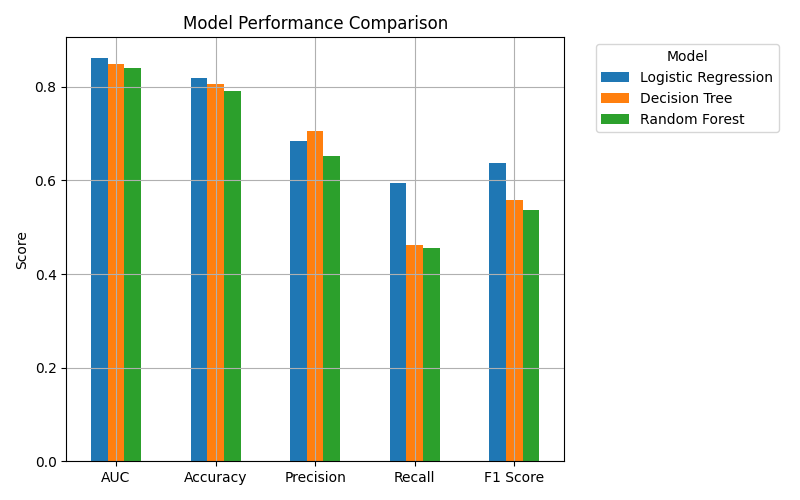 Model Performance Comparison
Model
Logistic Regression
Decision Tree
Random Forest
Score
0.8
0.6
0.4
0.2
0.0
AUC Accuracy Precision Recall F1 Score